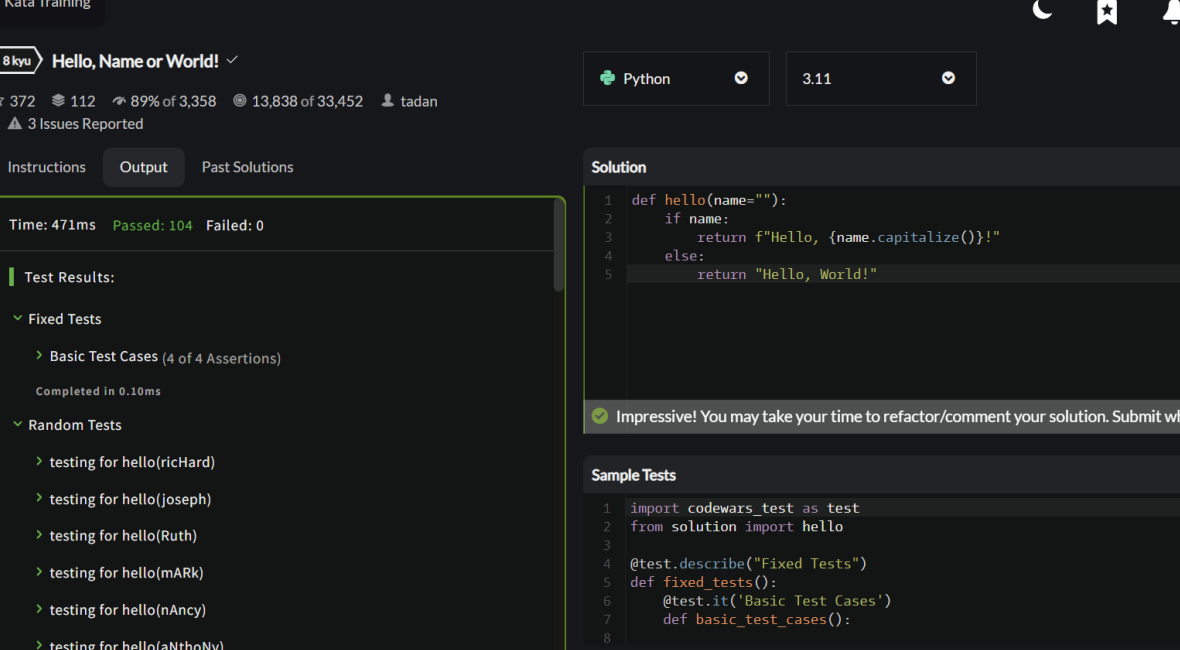 Kata Training
8 kyu Hello, Name or World!
372 112 89% of 3,358 13,838 of 33,452 tadan
3 Issues Reported
Python 3.11
Instructions Output Past Solutions
Time: 471ms Passed: 104 Failed: 0
Test Results:
Fixed Tests
Basic Test Cases (4 of 4 Assertions)
Completed in 0.10ms
Random Tests
testing for hello(ricHard)
testing for hello(joseph)
testing for hello(Ruth)
testing for hello(mARk)
testing for hello(nAncy)
testing for hello(aNthoNy)
Solution
1 def hello(name=""):
2     if name:
3         return f"Hello, {name.capitalize()}!"
4     else:
5         return "Hello, World!"
Impressive! You may take your time to refactor/comment your solution. Submit wh
Sample Tests
1 import codewars_test as test
2 from solution import hello
3
4 @test.describe("Fixed Tests")
5 def fixed_tests():
6     @test.it('Basic Test Cases')
7     def basic_test_cases():
8